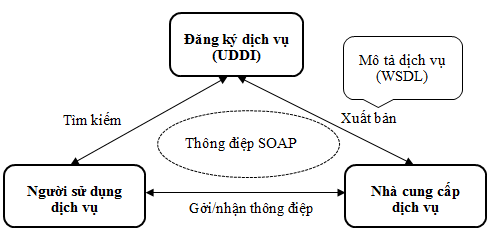 Đăng ký dịch vụ
(UDDI)
Mô tả dịch vụ
(WSDL)
Tìm kiếm
Xuất bản
Thông điệp SOAP
Người sử dụng
dịch vụ
Nhà cung cấp
dịch vụ
Gởi/nhận thông điệp